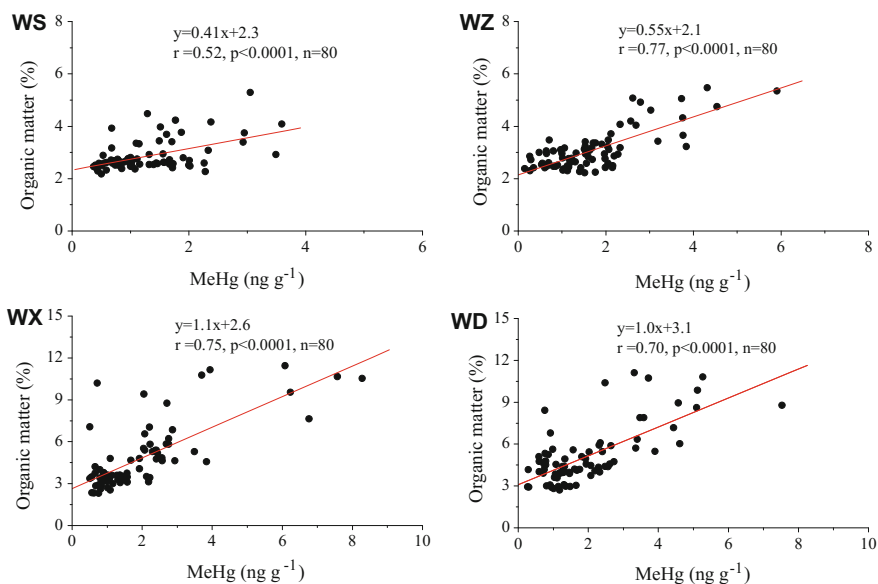 WS
y=0.41x+2.3
r =0.52, p<0.0001, n=80
8
6
4
2
0
Organic matter (%)
0 2 4 6
MeHg (ng g⁻¹)
WZ
y=0.55x+2.1
r =0.77, p<0.0001, n=80
8
6
4
2
0
Organic matter (%)
0 2 4 6 8
MeHg (ng g⁻¹)
WX
y=1.1x+2.6
r =0.75, p<0.0001, n=80
15
12
9
6
3
0
Organic matter (%)
0 2 4 6 8 10
MeHg (ng g⁻¹)
WD
y=1.0x+3.1
r =0.70, p<0.0001, n=80
15
12
9
6
3
0
Organic matter (%)
0 2 4 6 8 10
MeHg (ng g⁻¹)